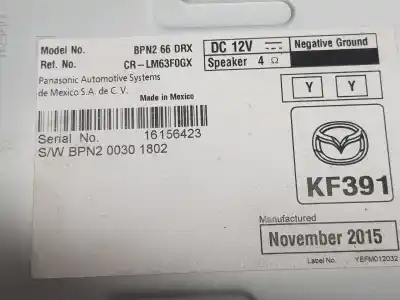 Model No. BPN2 66 DRX
Ref. No. CR-LM63F0GX
DC 12V
Negative Ground
Speaker 4 Ω
Panasonic Automotive Systems
de Mexico S.A. de C. V.
Made in Mexico
Y Y
Serial No. 16156423
S/W BPN2 0030 1802
KF391
Manufactured
November 2015
Label No. YEFM012032